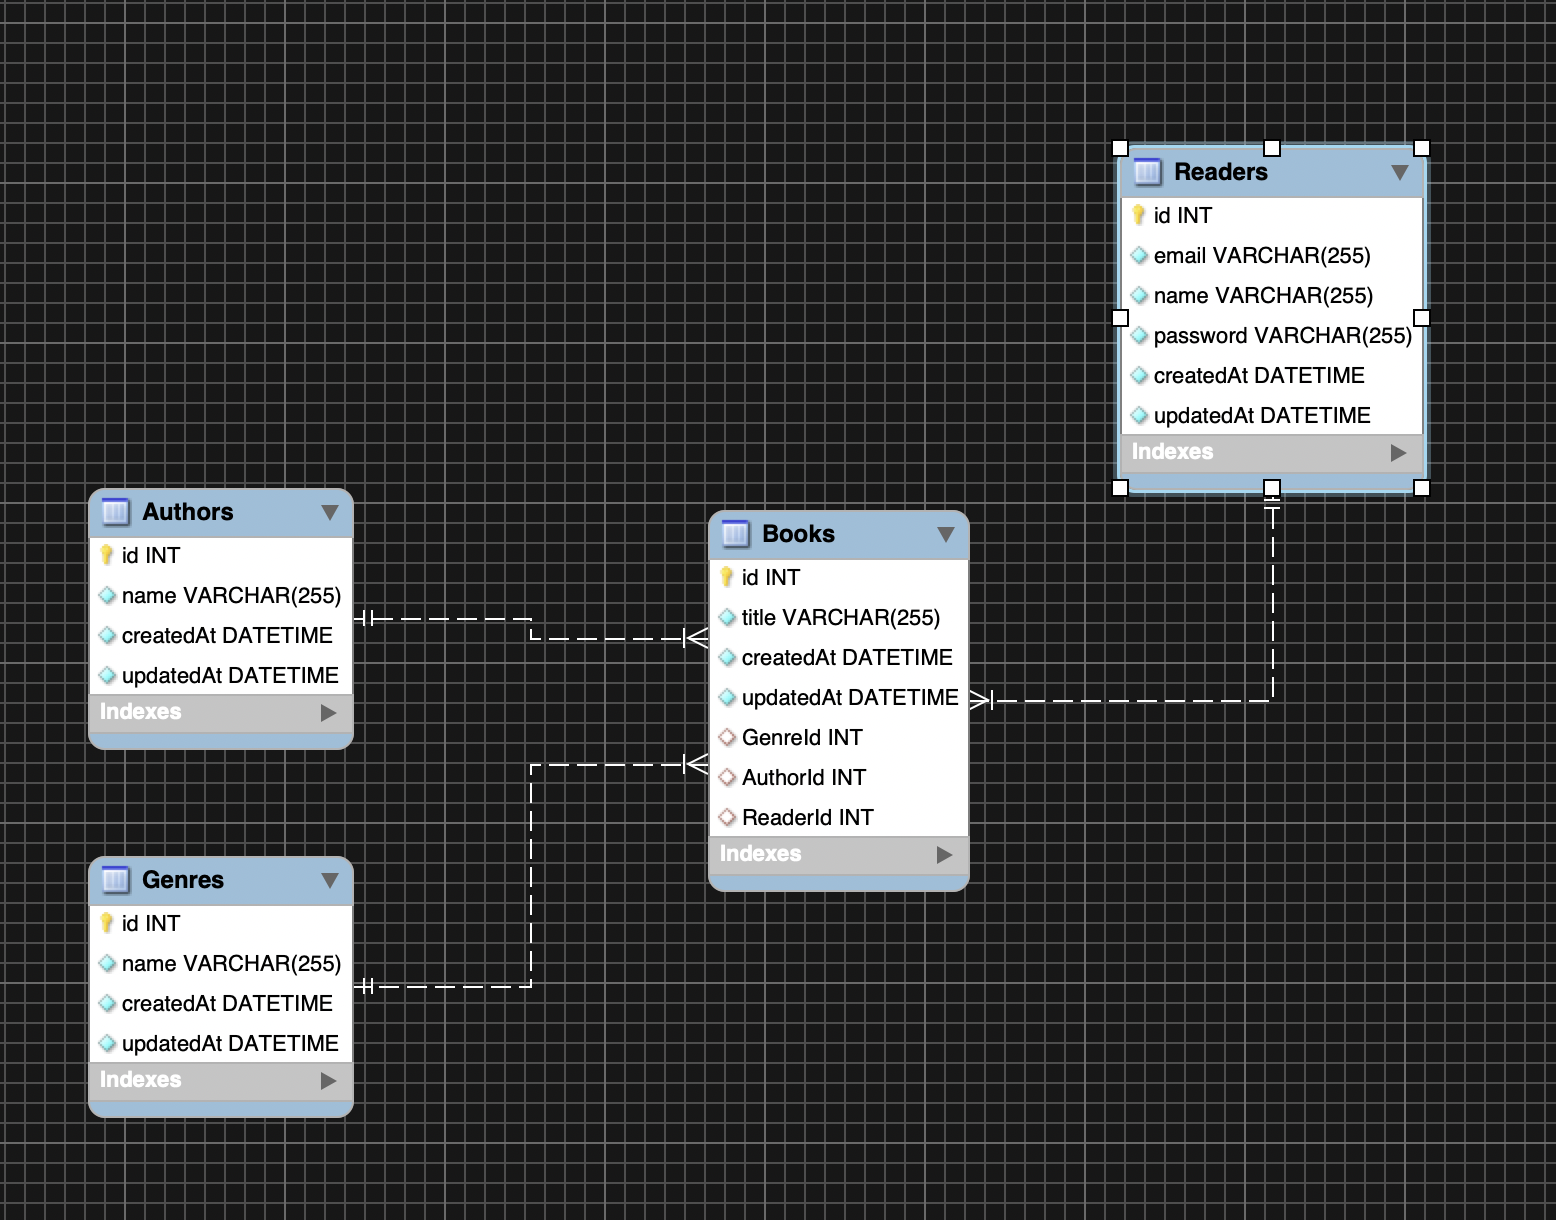 Readers
id INT
email VARCHAR(255)
name VARCHAR(255)
password VARCHAR(255)
createdAt DATETIME
updatedAt DATETIME
Indexes
Authors
id INT
name VARCHAR(255)
createdAt DATETIME
updatedAt DATETIME
Indexes
Books
id INT
title VARCHAR(255)
createdAt DATETIME
updatedAt DATETIME
GenreId INT
AuthorId INT
ReaderId INT
Indexes
Genres
id INT
name VARCHAR(255)
createdAt DATETIME
updatedAt DATETIME
Indexes